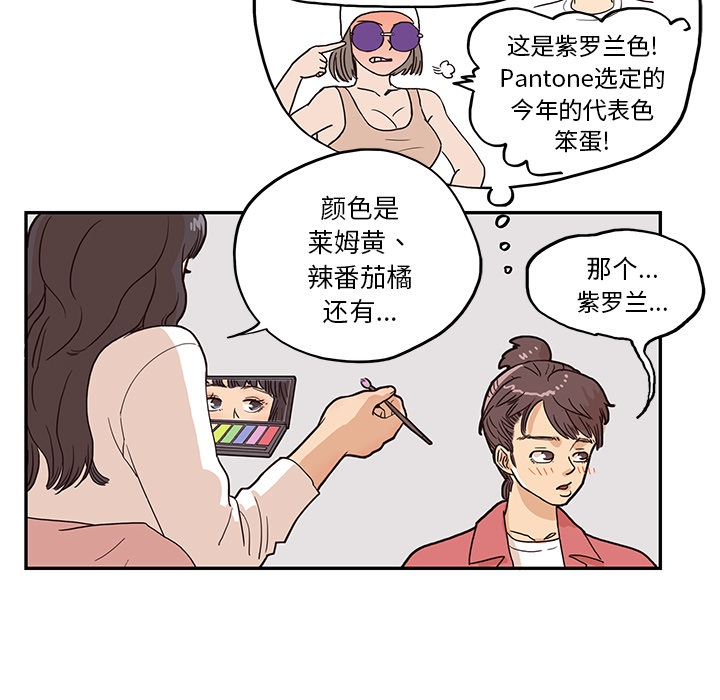 这是紫罗兰色!
Pantone选定的
今年的代表色
笨蛋!
颜色是
莱姆黄、
辣番茄橘
还有...
那个...
紫罗兰...